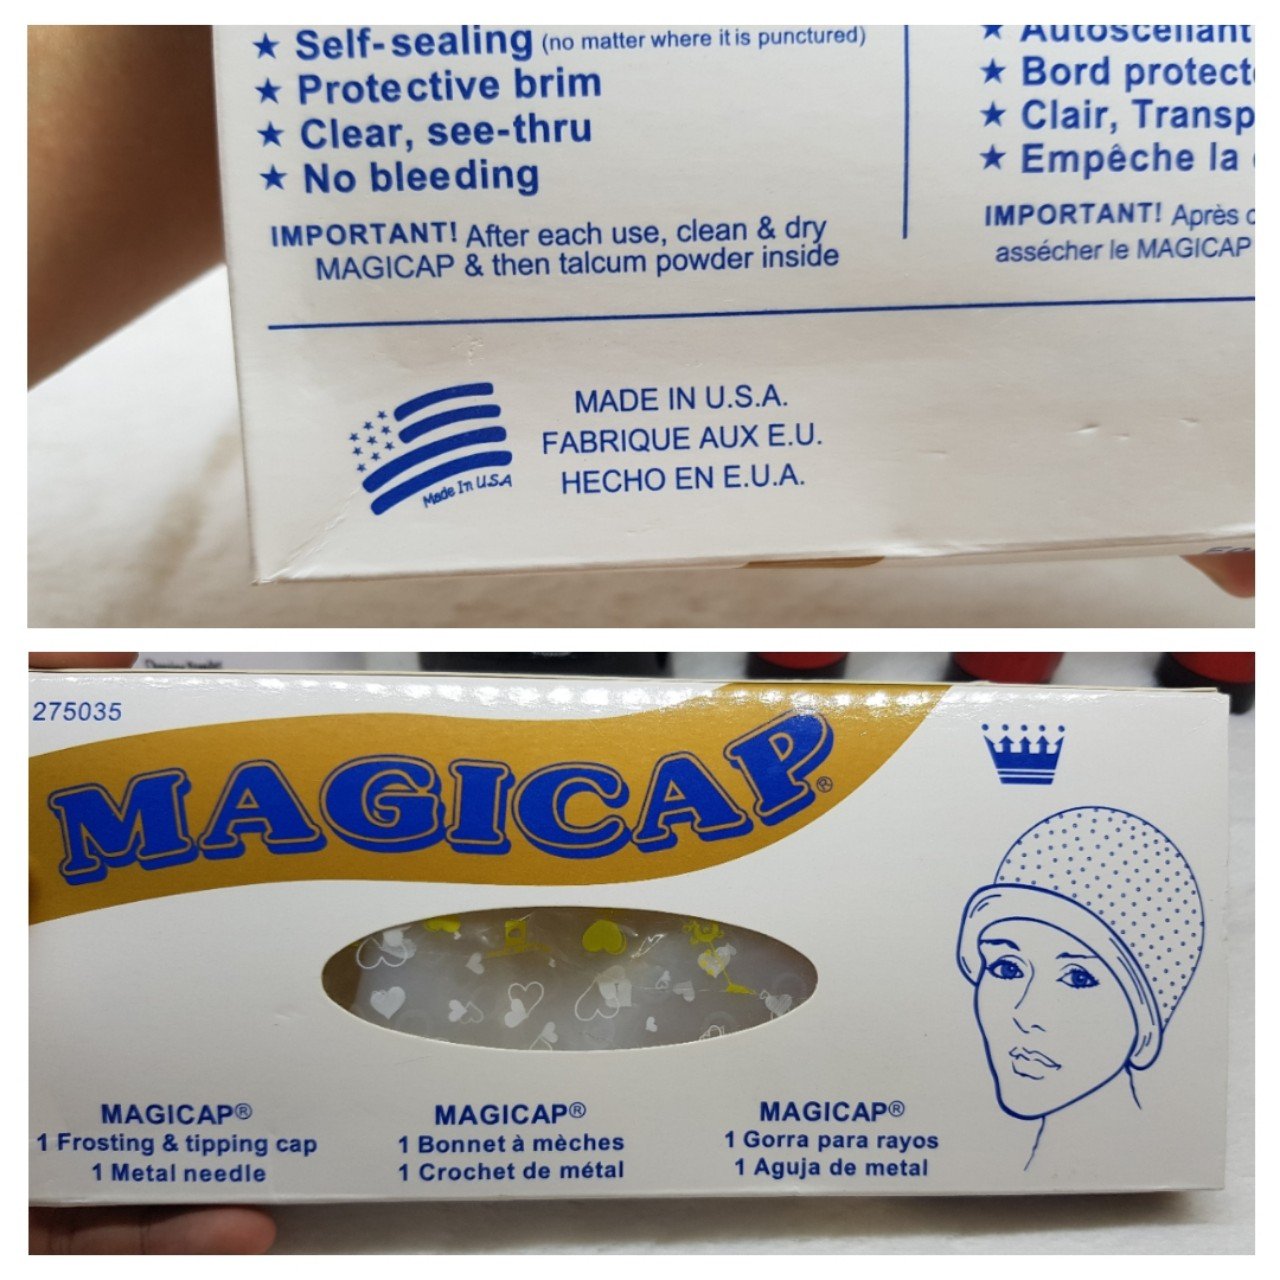 ★ Self-sealing (no matter where it is punctured)
★ Protective brim
★ Clear, see-thru
★ No bleeding
IMPORTANT! After each use, clean & dry
MAGICAP & then talcum powder inside
★ Autoscellant
★ Bord protect
★ Clair, Transp
★ Empêche la
IMPORTANT! Après
assécher le MAGICAP
Made In U.S.A
MADE IN U.S.A.
FABRIQUE AUX E.U.
HECHO EN E.U.A.
275035
MAGICAP®
MAGICAP®
1 Frosting & tipping cap
1 Metal needle
MAGICAP®
1 Bonnet à mèches
1 Crochet de métal
MAGICAP®
1 Gorra para rayos
1 Aguja de metal